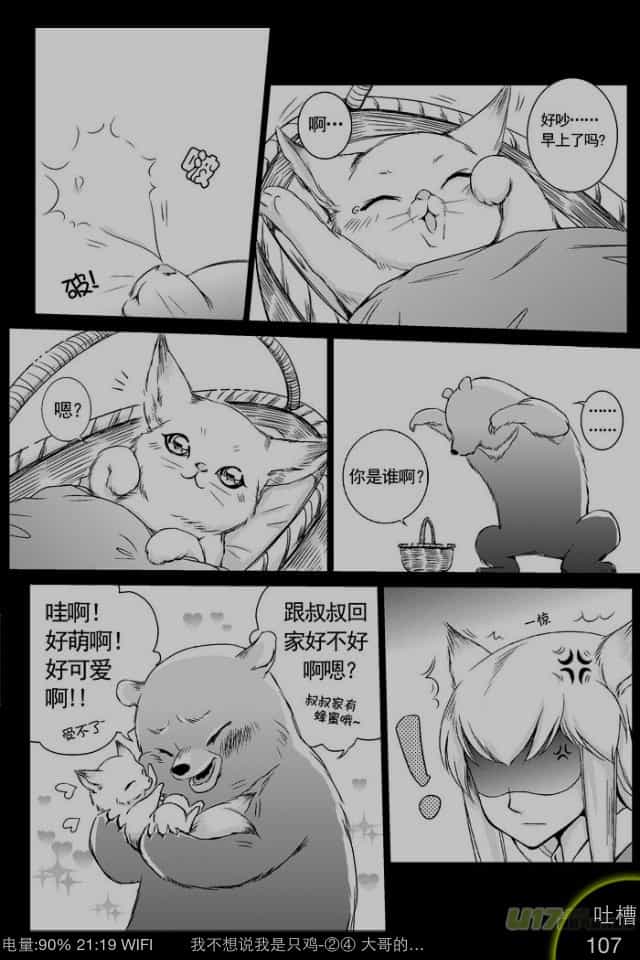 啵
破!
啊…
好吵……
早上了吗?
嗯?
……
……
你是谁啊?
哇啊!
好萌啊!
好可爱
啊!!
受不了
跟叔叔回
家好不好
啊嗯?
叔叔家有
蜂蜜哦~
一惊
U17
吐槽
107
电量:90% 21:19 WIFI
我不想说我是只鸡-②④ 大哥的...